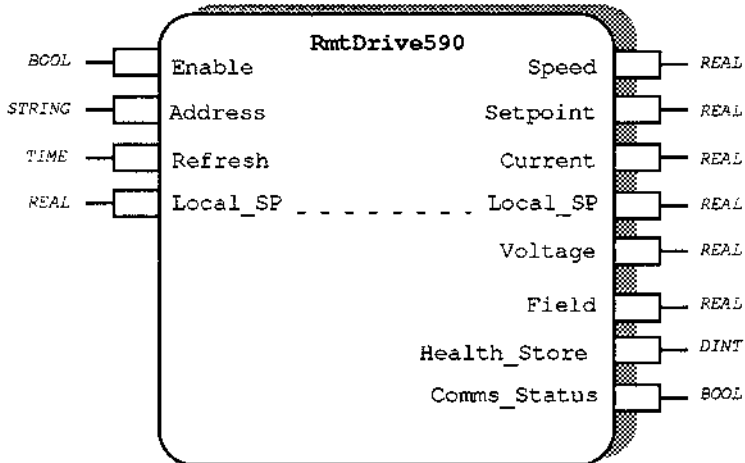 RmtDrive590
BOOL Enable Speed REAL
STRING Address Setpoint REAL
TIME Refresh Current REAL
REAL Local_SP Local_SP REAL
Voltage REAL
Field REAL
Health_Store DINT
Comms_Status BOOL